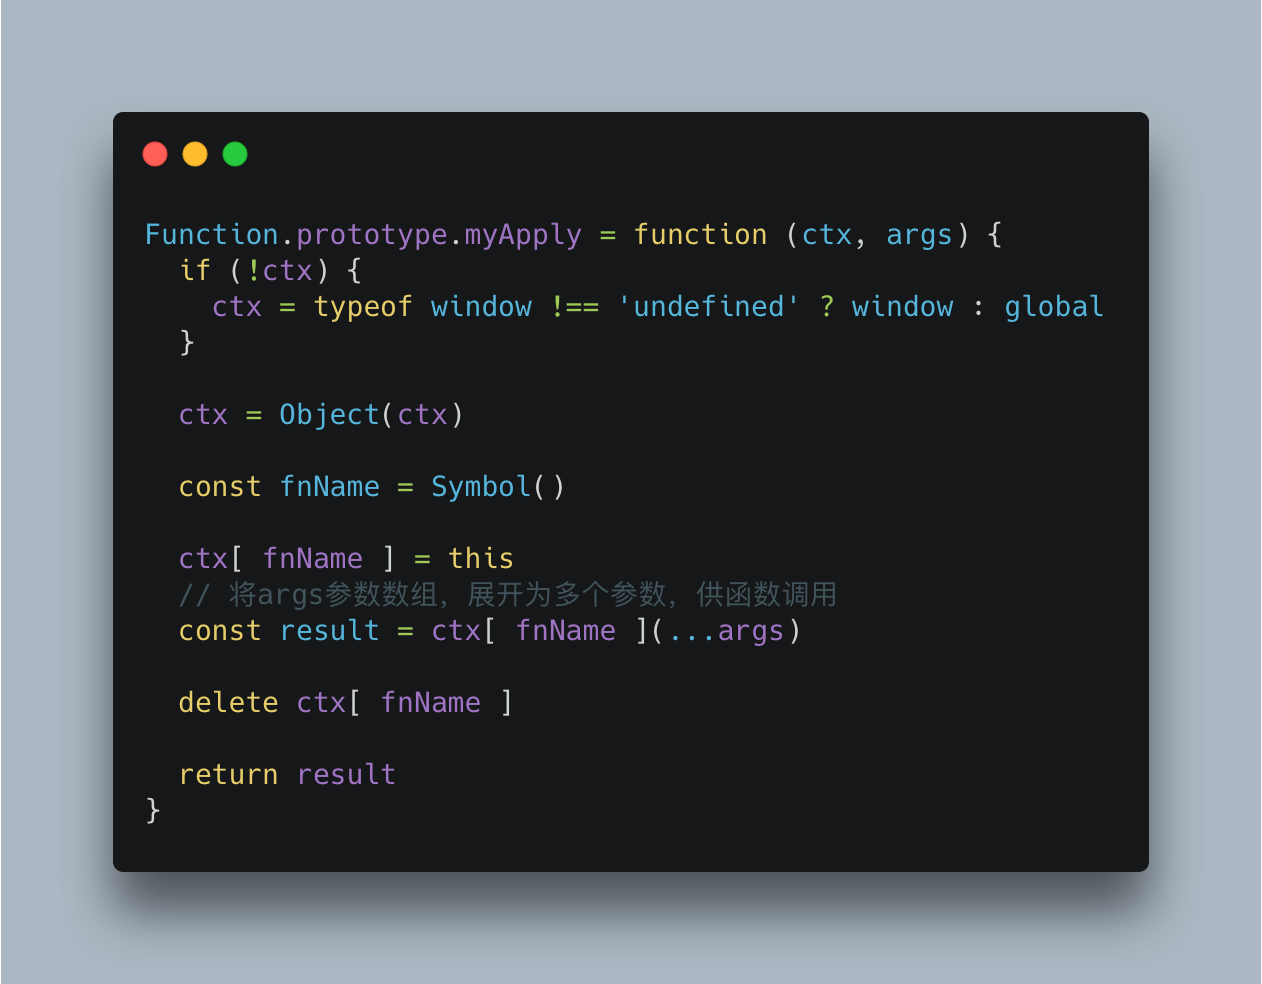 Function.prototype.myApply = function (ctx, args) {
  if (!ctx) {
    ctx = typeof window !== 'undefined' ? window : global
  }

  ctx = Object(ctx)

  const fnName = Symbol()

  ctx[ fnName ] = this
  // 将args参数数组，展开为多个参数，供函数调用
  const result = ctx[ fnName ](...args)

  delete ctx[ fnName ]

  return result
}